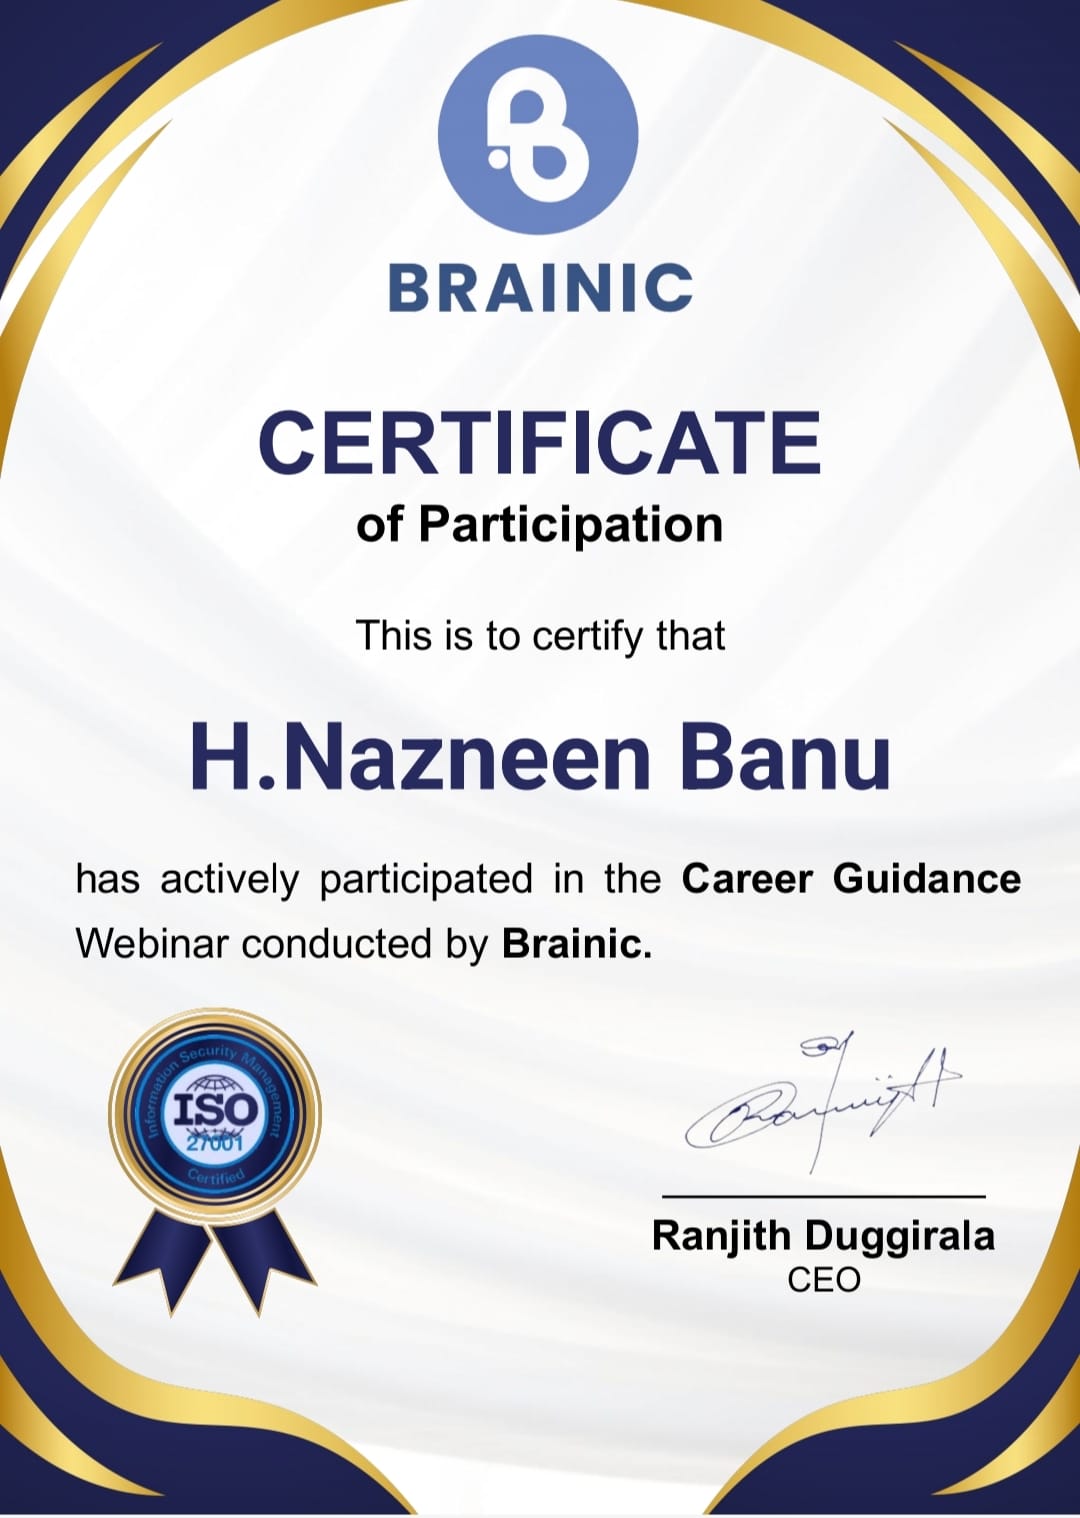 B
BRAINIC
CERTIFICATE
of Participation
This is to certify that
H.Nazneen Banu
has actively participated in the Career Guidance
Webinar conducted by Brainic.
Information Security Management
ISO
27001
Certified
Ranjith
Ranjith Duggirala
CEO